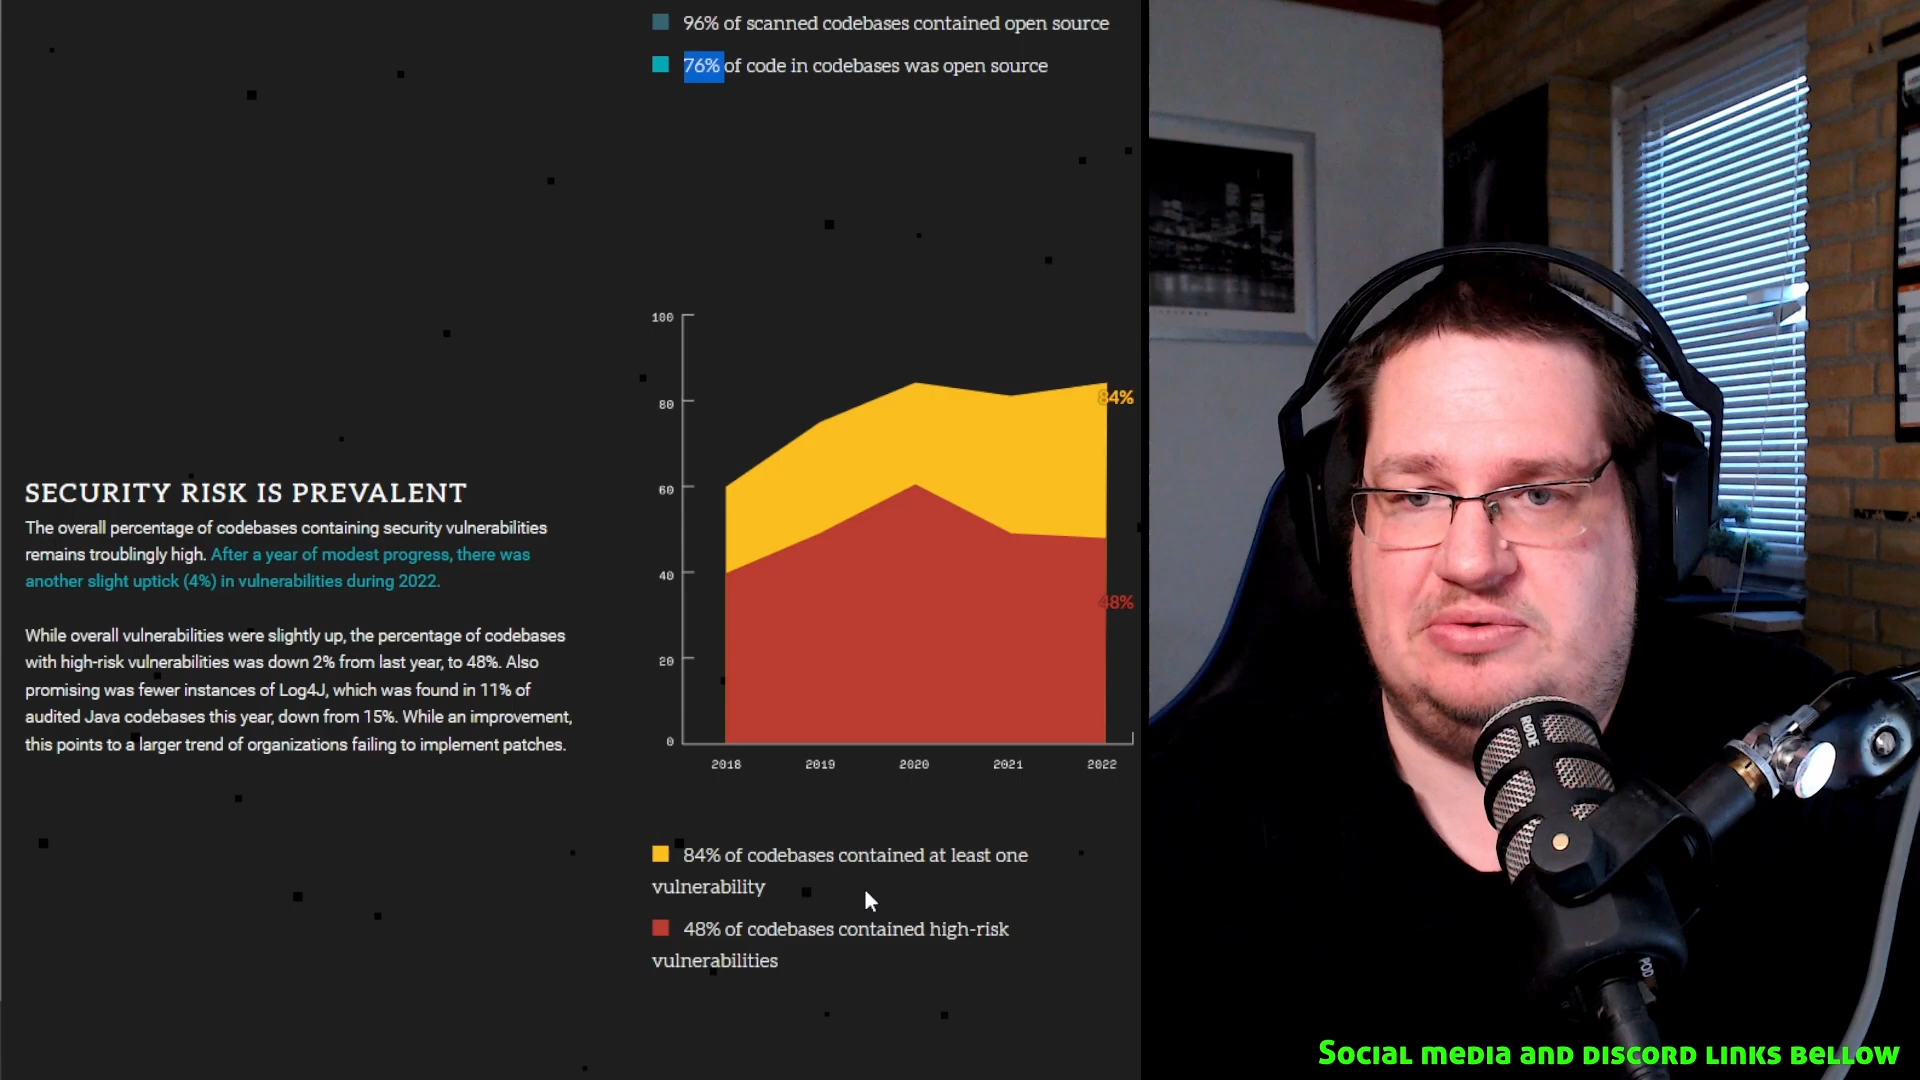 96% of scanned codebases contained open source
76% of code in codebases was open source
SECURITY RISK IS PREVALENT
The overall percentage of codebases containing security vulnerabilities
remains troublingly high. After a year of modest progress, there was
another slight uptick (4%) in vulnerabilities during 2022.
While overall vulnerabilities were slightly up, the percentage of codebases
with high-risk vulnerabilities was down 2% from last year, to 48%. Also
promising was fewer instances of Log4J, which was found in 11% of
audited Java codebases this year, down from 15%. While an improvement,
this points to a larger trend of organizations failing to implement patches.
100
80
60
40
20
0
84%
48%
2018 2019 2020 2021 2022
84% of codebases contained at least one
vulnerability
48% of codebases contained high-risk
vulnerabilities
RØDE
POD
Social media and discord links bellow